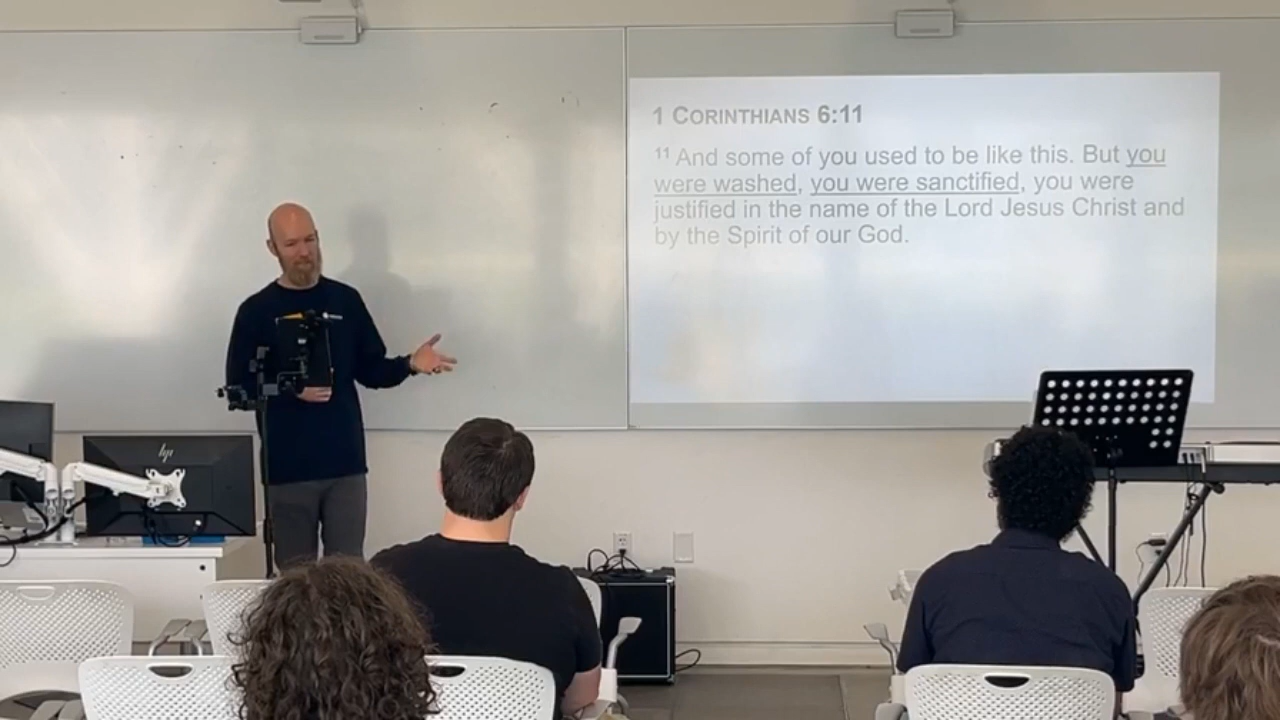 1 CORINTHIANS 6:11
¹¹ And some of you used to be like this. But you
were washed, you were sanctified, you were
justified in the name of the Lord Jesus Christ and
by the Spirit of our God.
hp